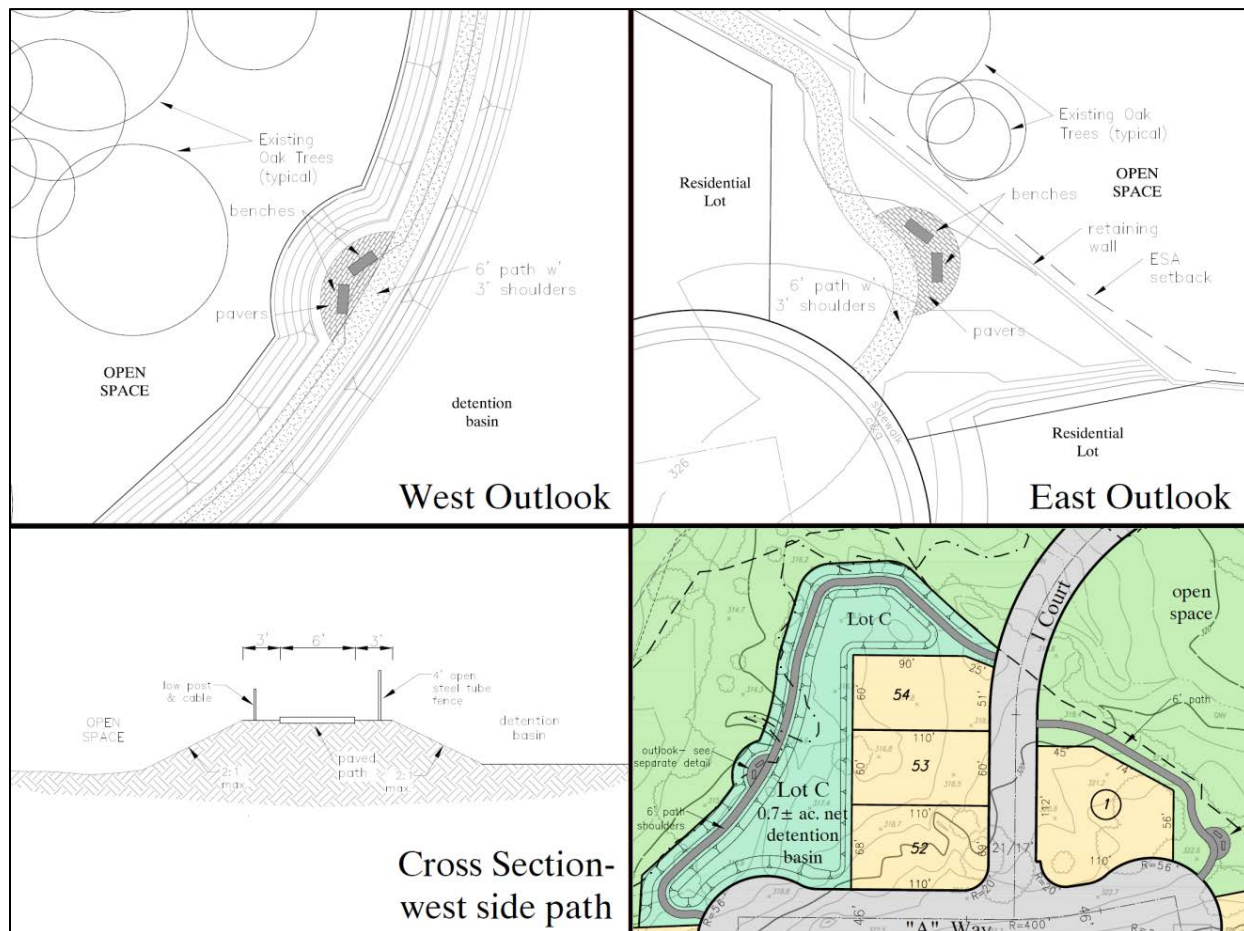 Existing
Oak Trees
(typical)
benches
6' path w'
3' shoulders
pavers
OPEN
SPACE
detention
basin
West Outlook
Existing Oak
Trees (typical)
OPEN
SPACE
Residential
Lot
benches
retaining
wall
ESA
setback
6' path w'
3' shoulders
pavers
sidewalk
326
Residential
Lot
East Outlook
3'
6'
3'
low post
& cable
4' open
steel tube
fence
OPEN
SPACE
detention
basin
2:1
max.
paved
path
2:1
max.
Cross Section-
west side path
Lot C
I Court
open
space
90'
25'
60'
54
51'
6' path
110'
45'
outlook- see
separate detail
60'
53
60'
112'
1
56'
Lot C
0.7± ac. net
detention
basin
6' path
shoulders
110'
68'
52
69'
21'/17'
110'
110'
R=56'
R=20'
R=20'
R=56'
46'
"A" Way
R=400'
46'